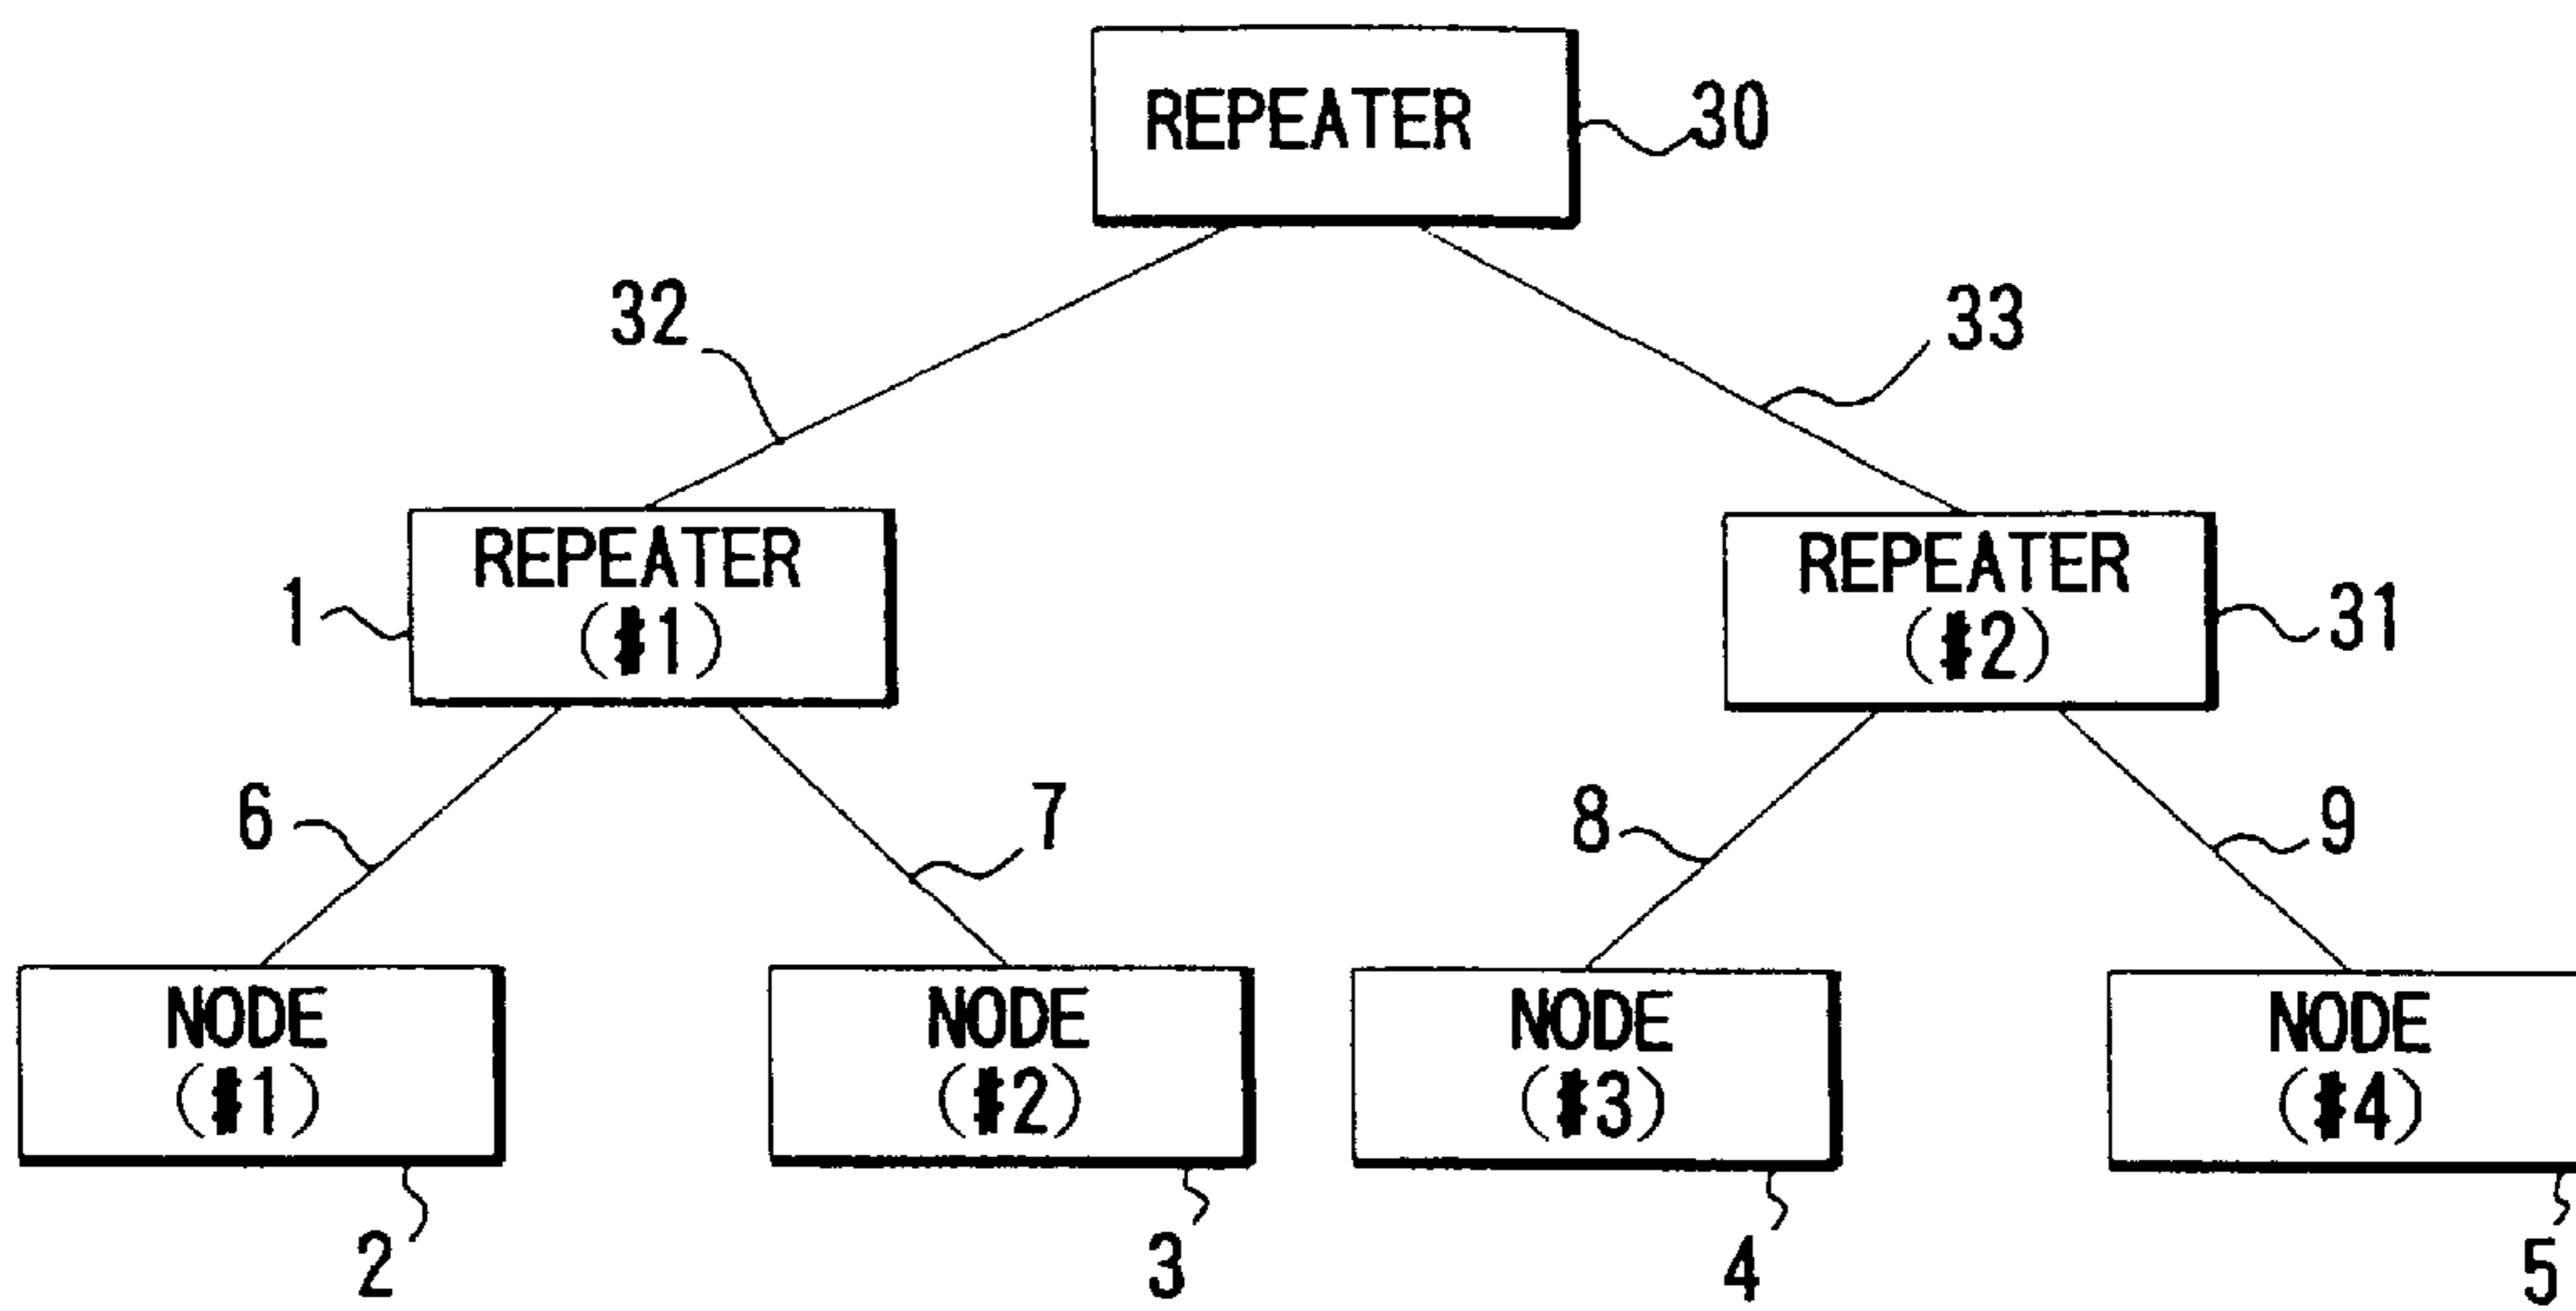 REPEATER
30
32
33
REPEATER
(#1)
1
REPEATER
(#2)
31
6
7
8
9
NODE
(#1)
NODE
(#2)
NODE
(#3)
NODE
(#4)
2
3
4
5